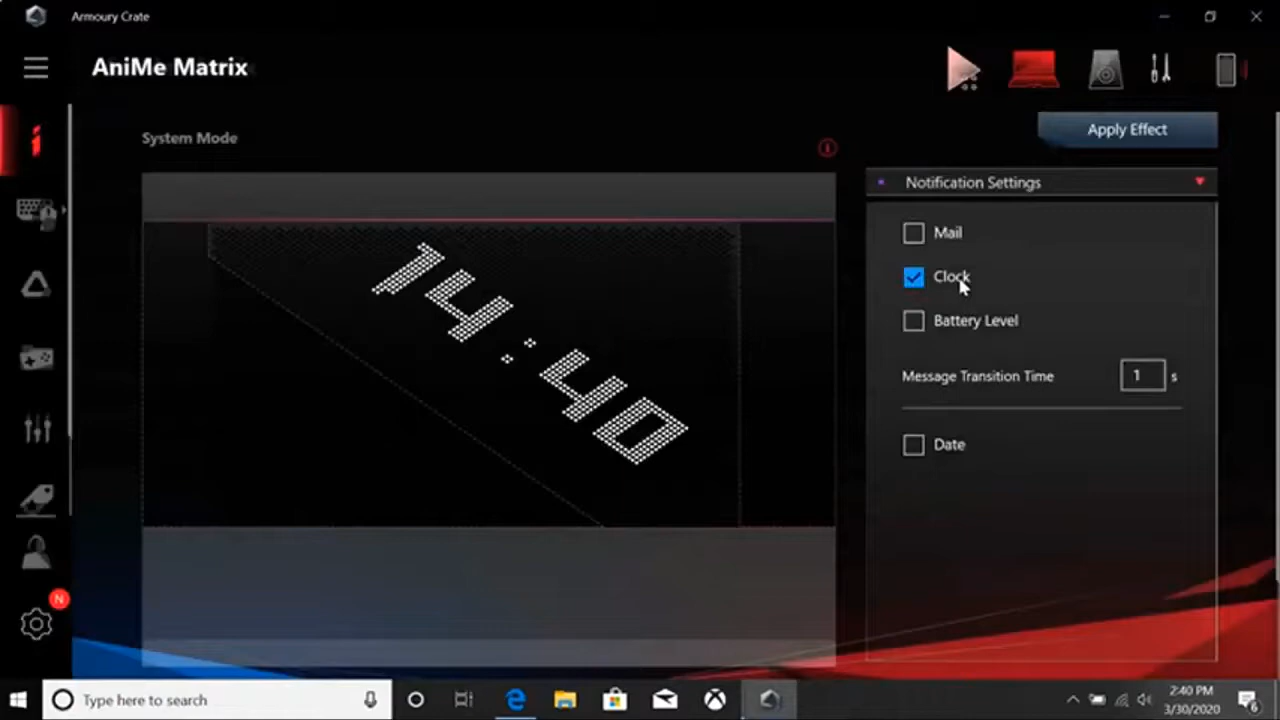 Armoury Crate
AniMe Matrix
System Mode
Apply Effect
Notification Settings
Mail
Clock
Battery Level
Message Transition Time 1 s
Date
14:40
N
Type here to search
2:40 PM
3/30/2020
6